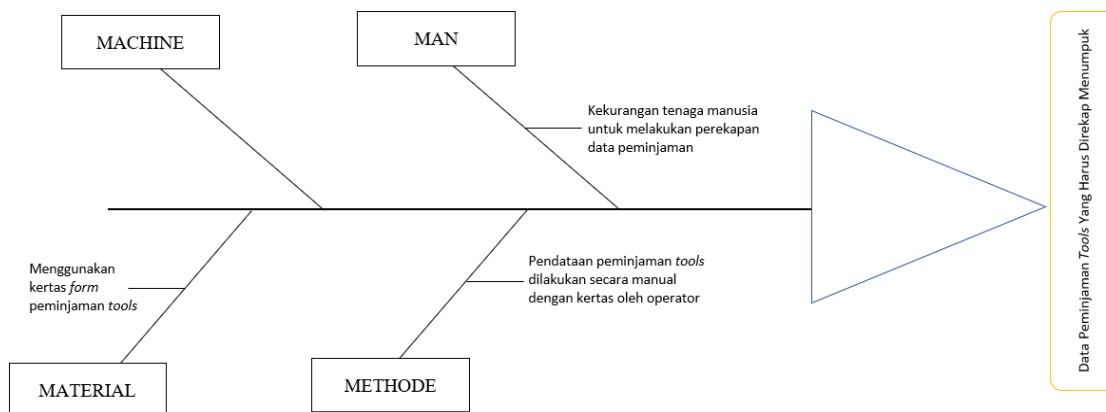 MACHINE
MAN
Kekurangan tenaga manusia
untuk melakukan perekapan
data peminjaman
Menggunakan
kertas form
peminjaman tools
Pendataan peminjaman tools
dilakukan secara manual
dengan kertas oleh operator
MATERIAL
METHODE
Data Peminjaman Tools Yang Harus Direkap Menumpuk